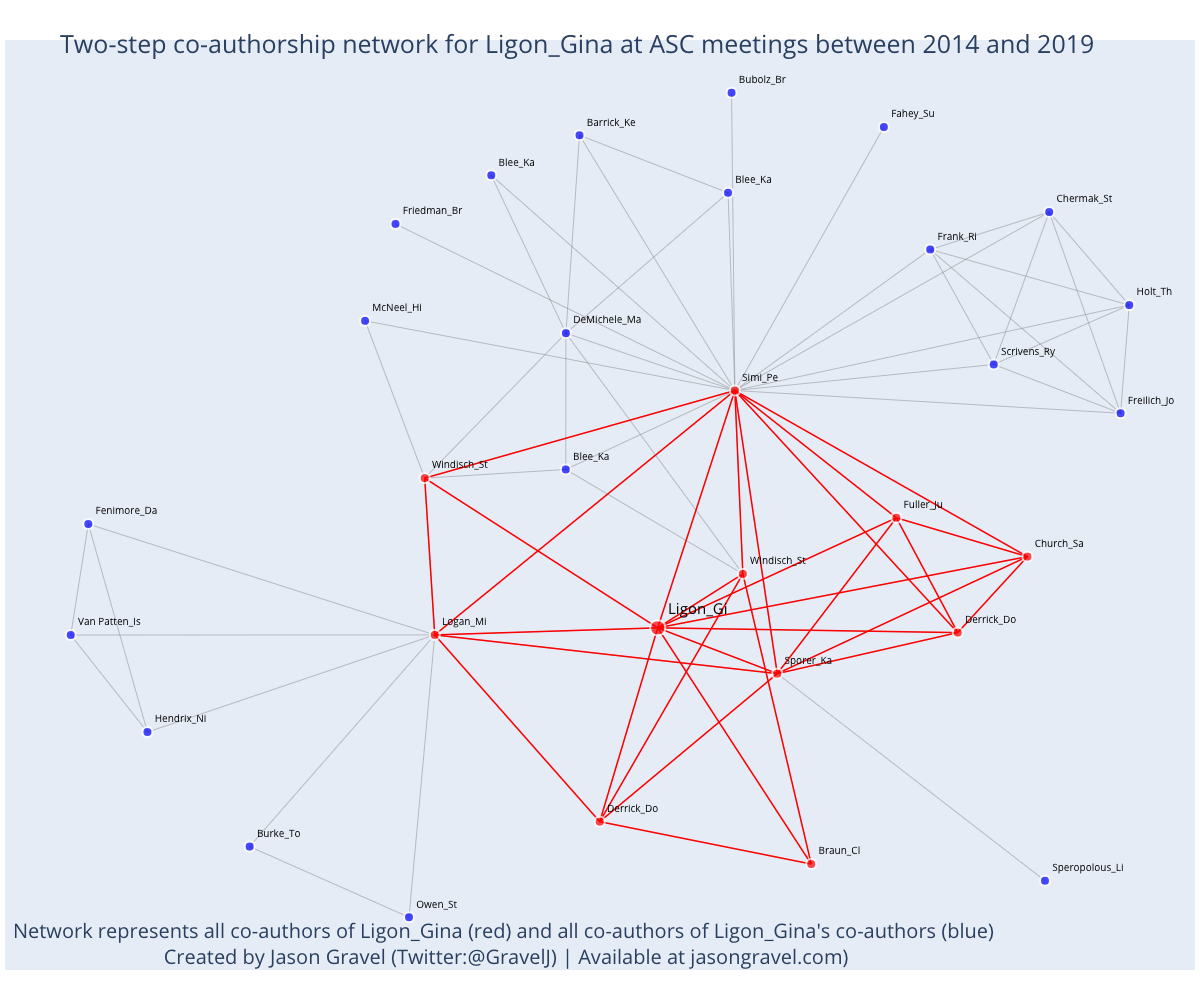 Two-step co-authorship network for Ligon_Gina at ASC meetings between 2014 and 2019
Bubolz_Br
Fahey_Su
Barrick_Ke
Blee_Ka
Blee_Ka
Chermak_St
Friedman_Br
Frank_Ri
Holt_Th
McNeel_Hi
DeMichele_Ma
Scrivens_Ry
Simi_Pe
Freilich_Jo
Windisch_St
Blee_Ka
Fuller_Ju
Fenimore_Da
Church_Sa
Windisch_St
Ligon_Gi
Van Patten_Is
Logan_Mi
Derrick_Do
Sporer_Ka
Hendrix_Ni
Derrick_Do
Burke_To
Braun_Cl
Speropolous_Li
Owen_St
Network represents all co-authors of Ligon_Gina (red) and all co-authors of Ligon_Gina's co-authors (blue)
Created by Jason Gravel (Twitter:@GravelJ) | Available at jasongravel.com)